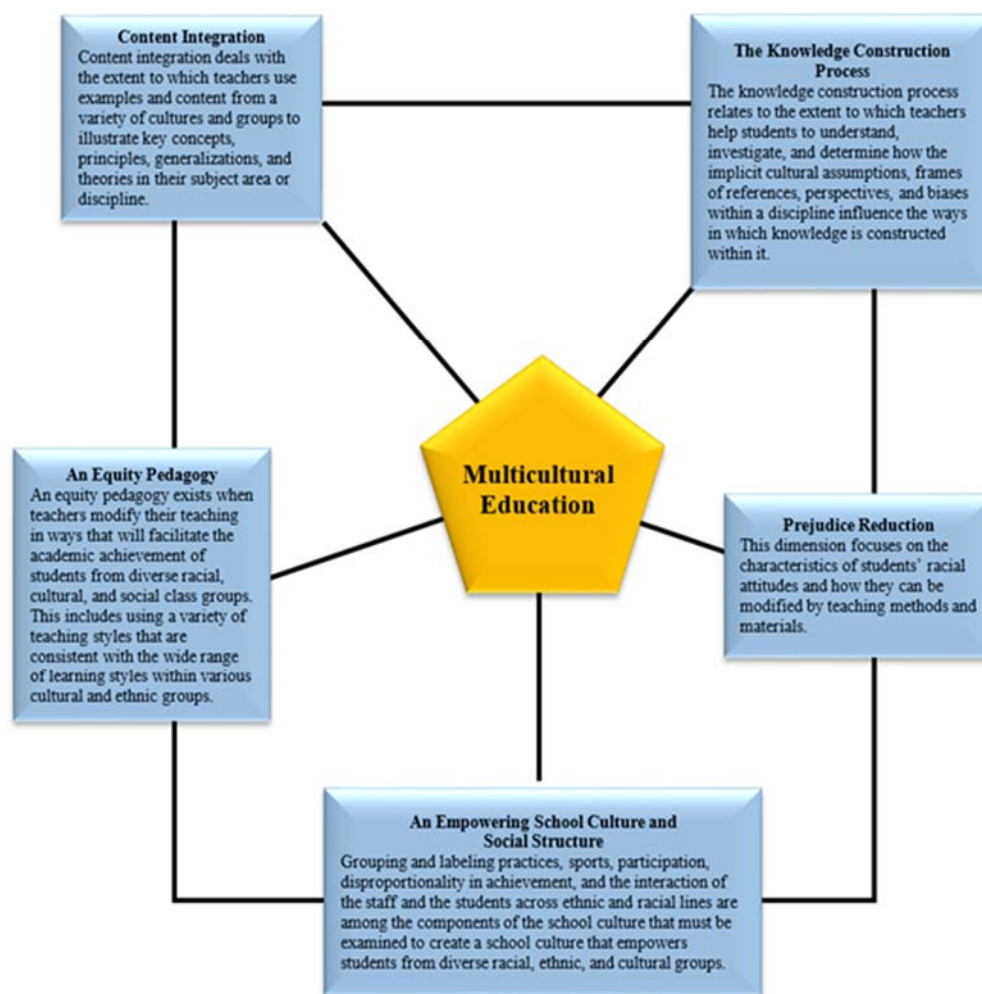 Content Integration
Content integration deals with
the extent to which teachers use
examples and content from a
variety of cultures and groups to
illustrate key concepts,
principles, generalizations, and
theories in their subject area or
discipline.
The Knowledge Construction
Process
The knowledge construction
process relates to the extent to
which teachers
help students to understand,
investigate, and determine how the
implicit cultural assumptions, frames
of references, perspectives, and biases
within a discipline influence the ways
in which knowledge is constructed
within it.
Multicultural
Education
An Equity Pedagogy
An equity pedagogy exists when
teachers modify their teaching
in ways that will facilitate the
academic achievement of
students from diverse racial,
cultural, and social class groups.
This includes using a variety of
teaching styles that are
consistent with the wide range
of learning styles within various
cultural and ethnic groups.
Prejudice Reduction
This dimension focuses on the
characteristics of students' racial
attitudes and how they can be
modified by teaching methods and
materials.
An Empowering School Culture and
Social Structure
Grouping and labeling practices, sports, participation,
disproportionality in achievement, and the interaction of
the staff and the students across ethnic and racial lines are
among the components of the school culture that must be
examined to create a school culture that empowers
students from diverse racial, ethnic, and cultural groups.